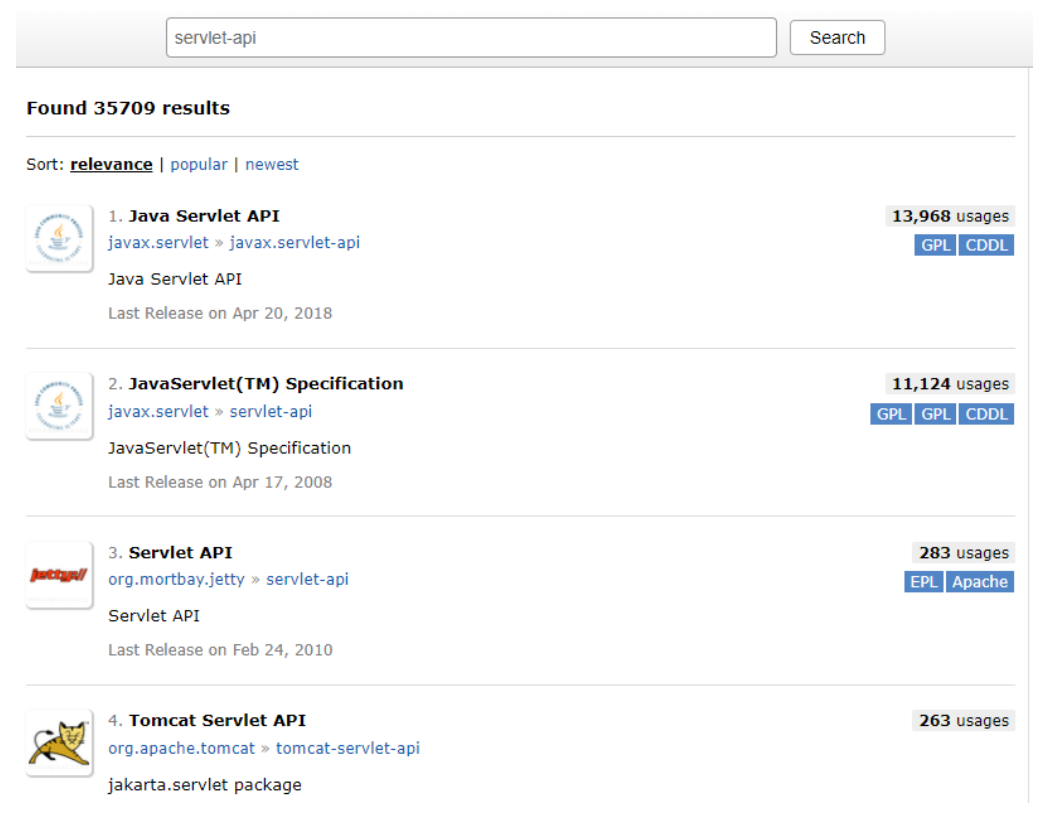 servlet-api
Search
Found 35709 results
Sort: relevance | popular | newest
1. Java Servlet API
13,968 usages
javax.servlet » javax.servlet-api
GPL CDDL
Java Servlet API
Last Release on Apr 20, 2018
2. JavaServlet(TM) Specification
11,124 usages
javax.servlet » servlet-api
GPL GPL CDDL
JavaServlet(TM) Specification
Last Release on Apr 17, 2008
jetty://
3. Servlet API
283 usages
org.mortbay.jetty » servlet-api
EPL Apache
Servlet API
Last Release on Feb 24, 2010
4. Tomcat Servlet API
263 usages
org.apache.tomcat » tomcat-servlet-api
jakarta.servlet package